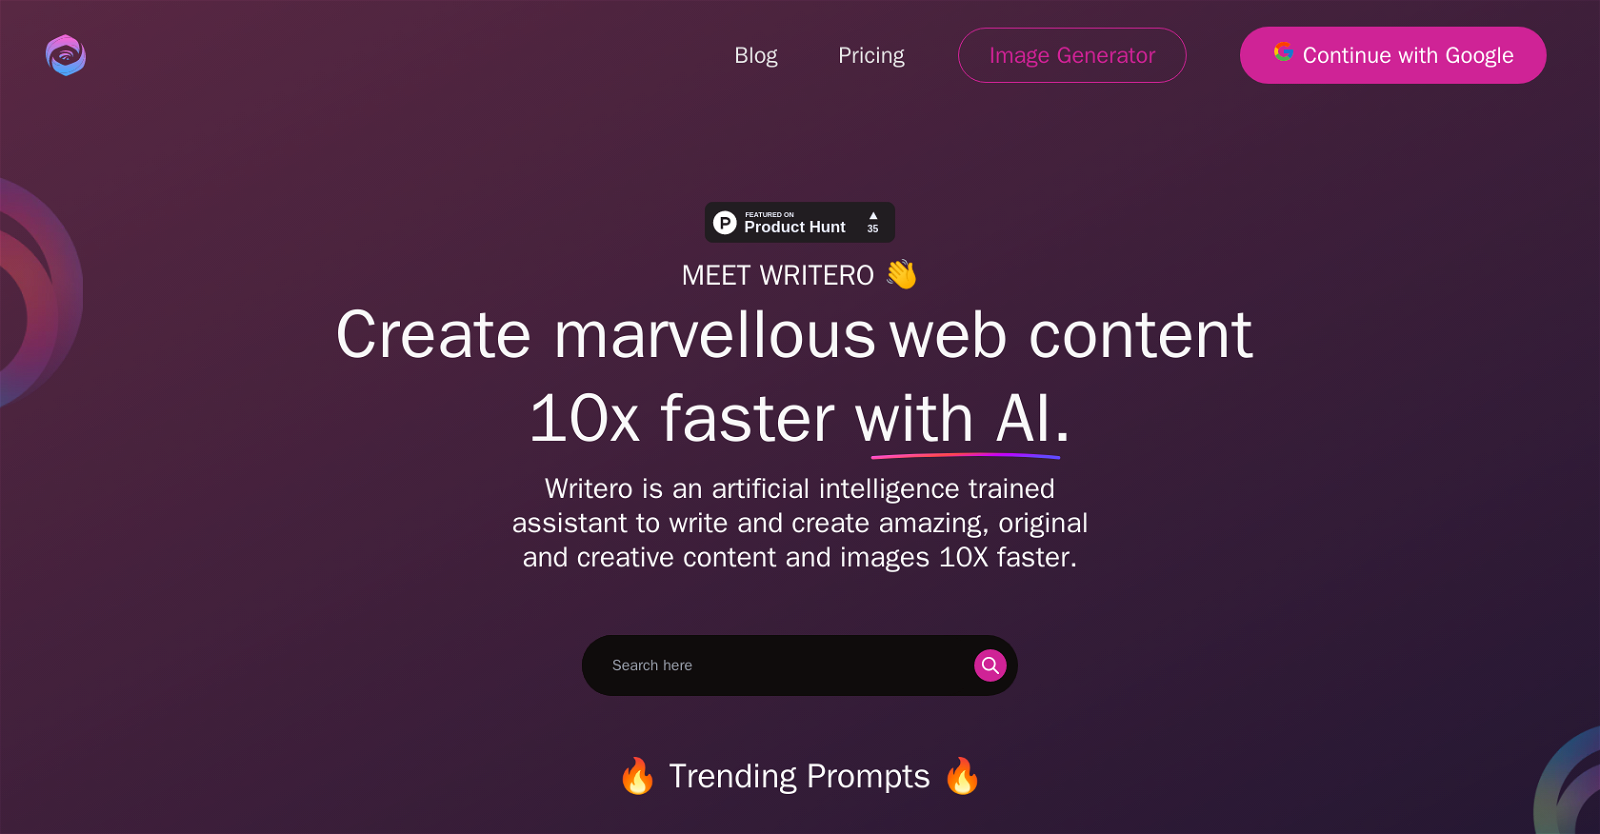 Blog
Pricing
Image Generator
Continue with Google
P
FEATURED ON
Product Hunt
▲
35
MEET WRITERO 👋
Create marvellous web content
10x faster with AI.
Writero is an artificial intelligence trained
assistant to write and create amazing, original
and creative content and images 10X faster.
Search here
🔥 Trending Prompts 🔥